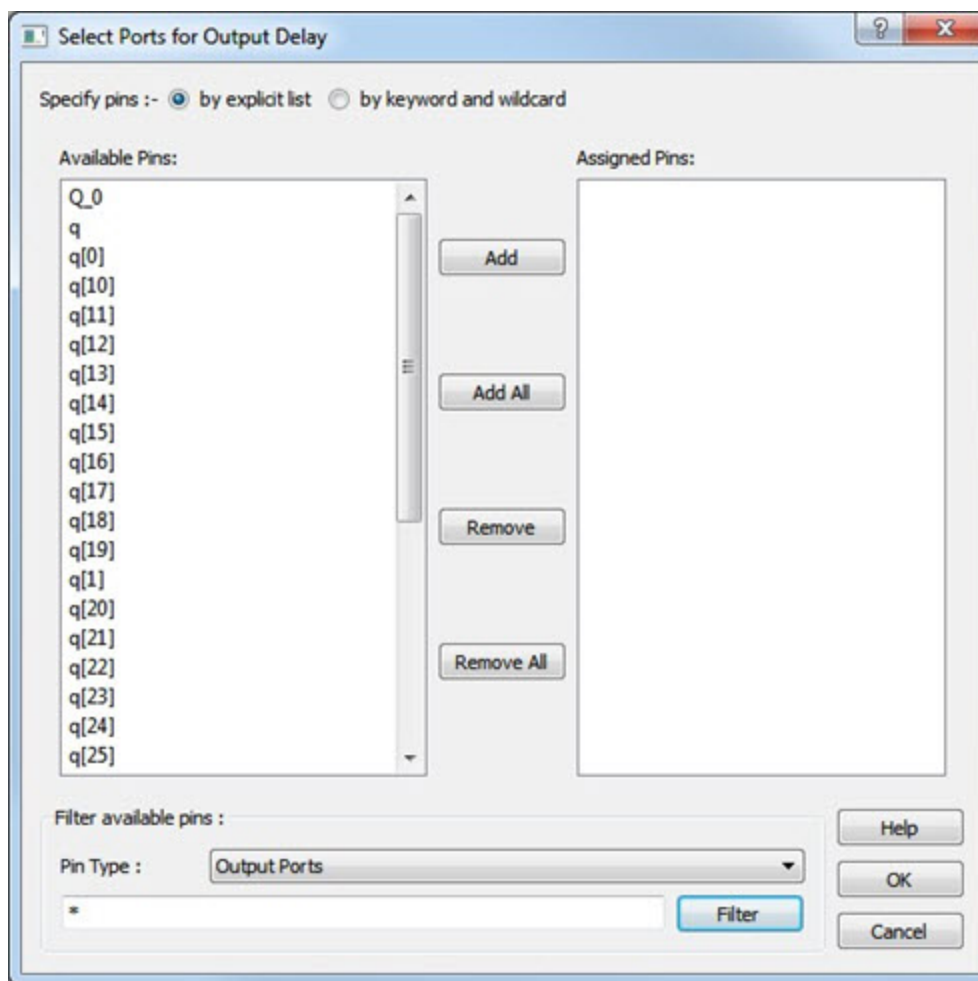 Select Ports for Output Delay
Specify pins :- by explicit list by keyword and wildcard
Available Pins:
Assigned Pins:
Q_0
q
q[0]
q[10]
q[11]
q[12]
q[13]
q[14]
q[15]
q[16]
q[17]
q[18]
q[19]
q[1]
q[20]
q[21]
q[22]
q[23]
q[24]
q[25]
Add
Add All
Remove
Remove All
Filter available pins :
Pin Type : Output Ports
*
Filter
Help
OK
Cancel